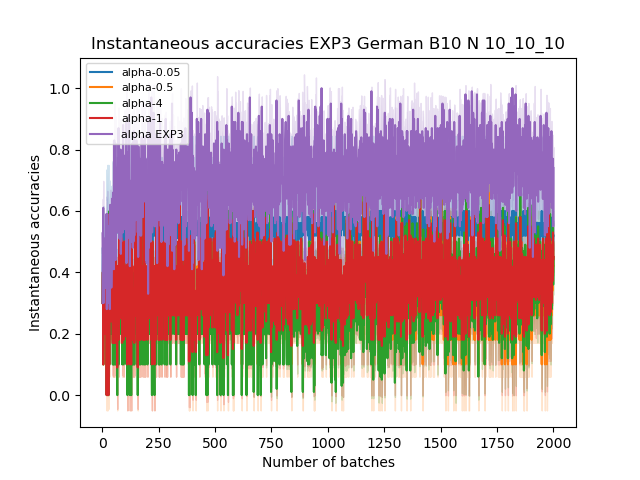 Instantaneous accuracies EXP3 German B10 N 10_10_10
alpha-0.05
alpha-0.5
alpha-4
alpha-1
alpha EXP3
Instantaneous accuracies
1.0
0.8
0.6
0.4
0.2
0.0
0 250 500 750 1000 1250 1500 1750 2000
Number of batches